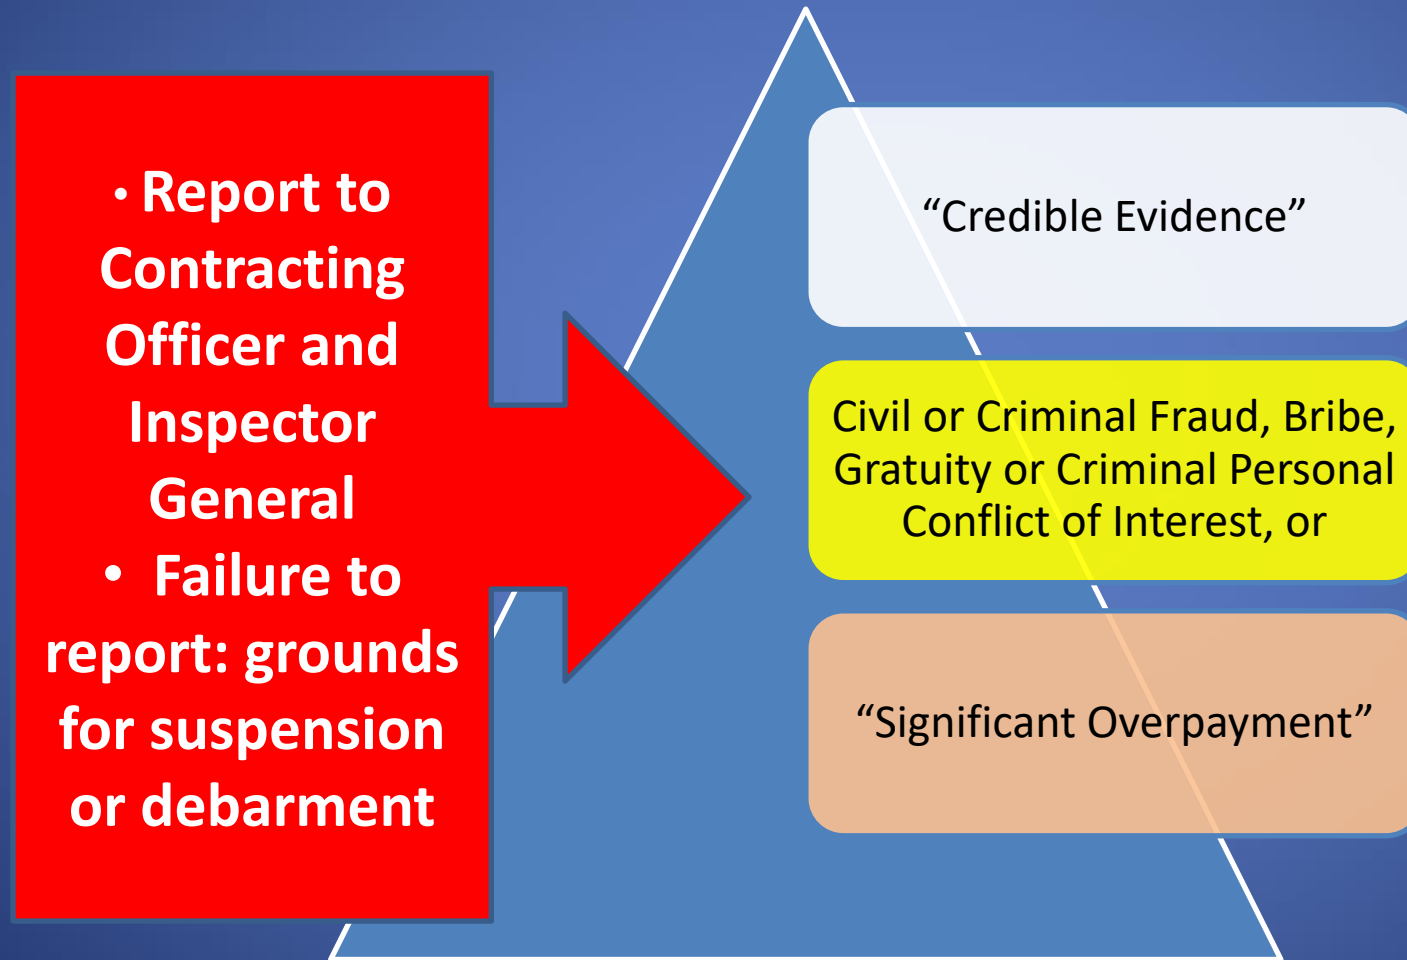 • Report to
Contracting
Officer and
Inspector
General
• Failure to
report: grounds
for suspension
or debarment
“Credible Evidence”
Civil or Criminal Fraud, Bribe,
Gratuity or Criminal Personal
Conflict of Interest, or
“Significant Overpayment”